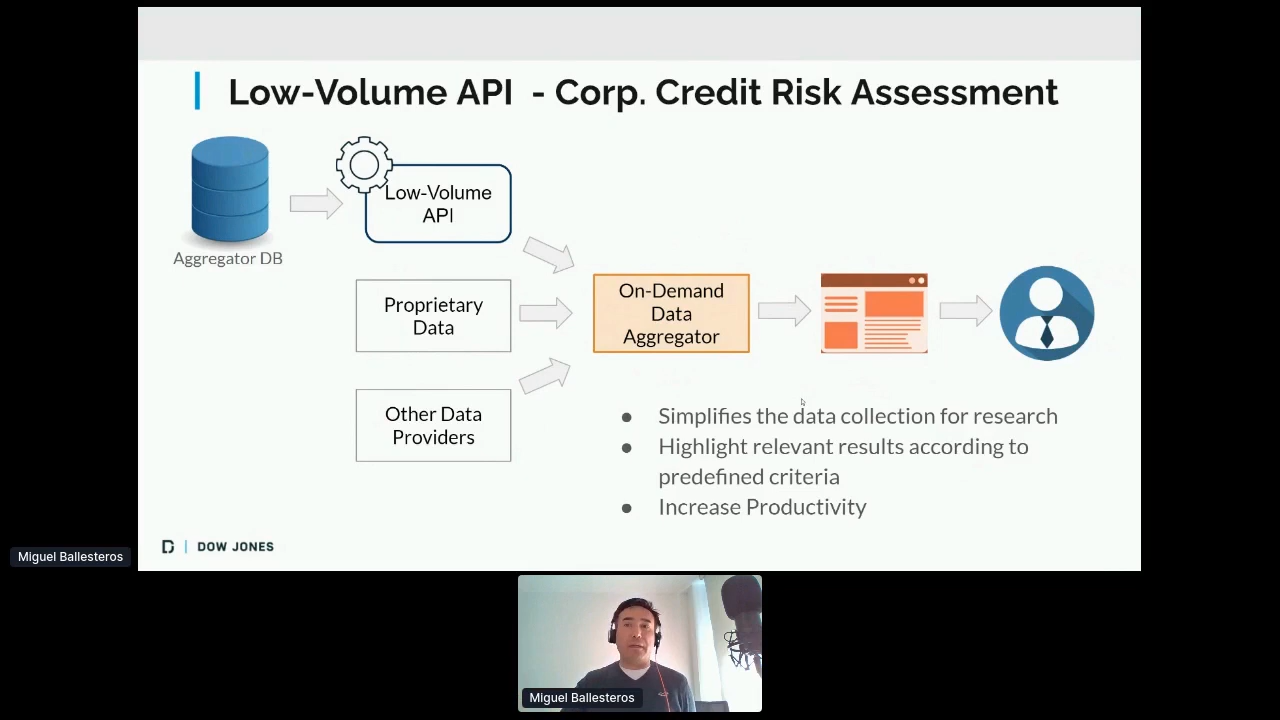 Low-Volume API - Corp. Credit Risk Assessment
Low-Volume
API
Aggregator DB
Proprietary
Data
Other Data
Providers
On-Demand
Data
Aggregator
● Simplifies the data collection for research
● Highlight relevant results according to
predefined criteria
● Increase Productivity
D | DOW JONES
Miguel Ballesteros
Miguel Ballesteros